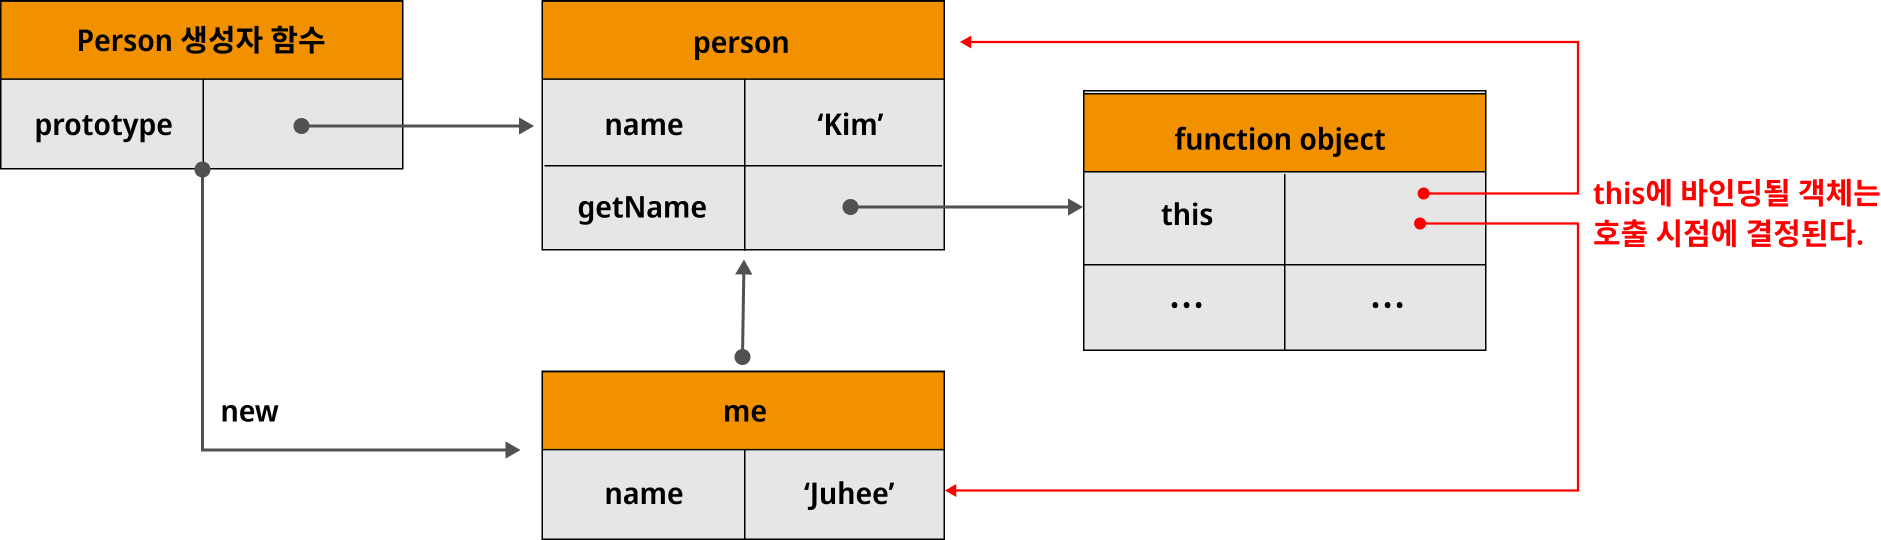 Person 생성자 함수
prototype
person
name
‘Kim’
getName
function object
this
...
...
this에 바인딩될 객체는
호출 시점에 결정된다.
new
me
name
‘Juhee’